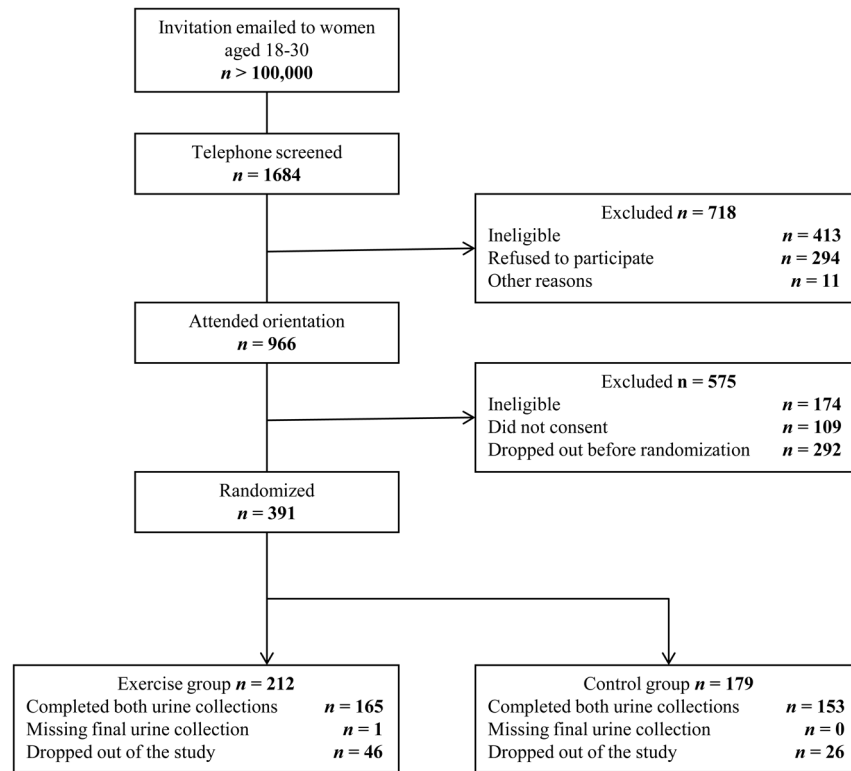 Invitation emailed to women
aged 18-30
n > 100,000
Telephone screened
n = 1684
Excluded n = 718
Ineligible n = 413
Refused to participate n = 294
Other reasons n = 11
Attended orientation
n = 966
Excluded n = 575
Ineligible n = 174
Did not consent n = 109
Dropped out before randomization n = 292
Randomized
n = 391
Exercise group n = 212
Completed both urine collections n = 165
Missing final urine collection n = 1
Dropped out of the study n = 46
Control group n = 179
Completed both urine collections n = 153
Missing final urine collection n = 0
Dropped out of the study n = 26